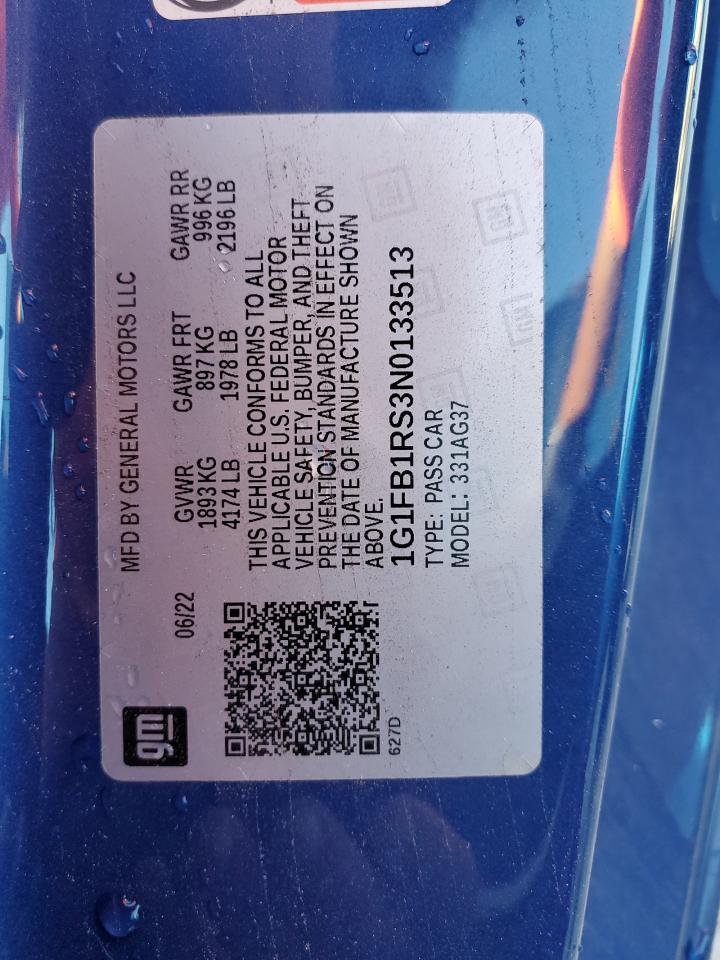 gm
06/22
MFD BY GENERAL MOTORS LLC
GVWR GAWR FRT GAWR RR
1893 KG 897 KG 996 KG
4174 LB 1978 LB 2196 LB
THIS VEHICLE CONFORMS TO ALL
APPLICABLE U.S. FEDERAL MOTOR
VEHICLE SAFETY, BUMPER, AND THEFT
PREVENTION STANDARDS IN EFFECT ON
THE DATE OF MANUFACTURE SHOWN
ABOVE.
1G1FB1RS3N0133513
TYPE: PASS CAR
MODEL: 331AG37
627D